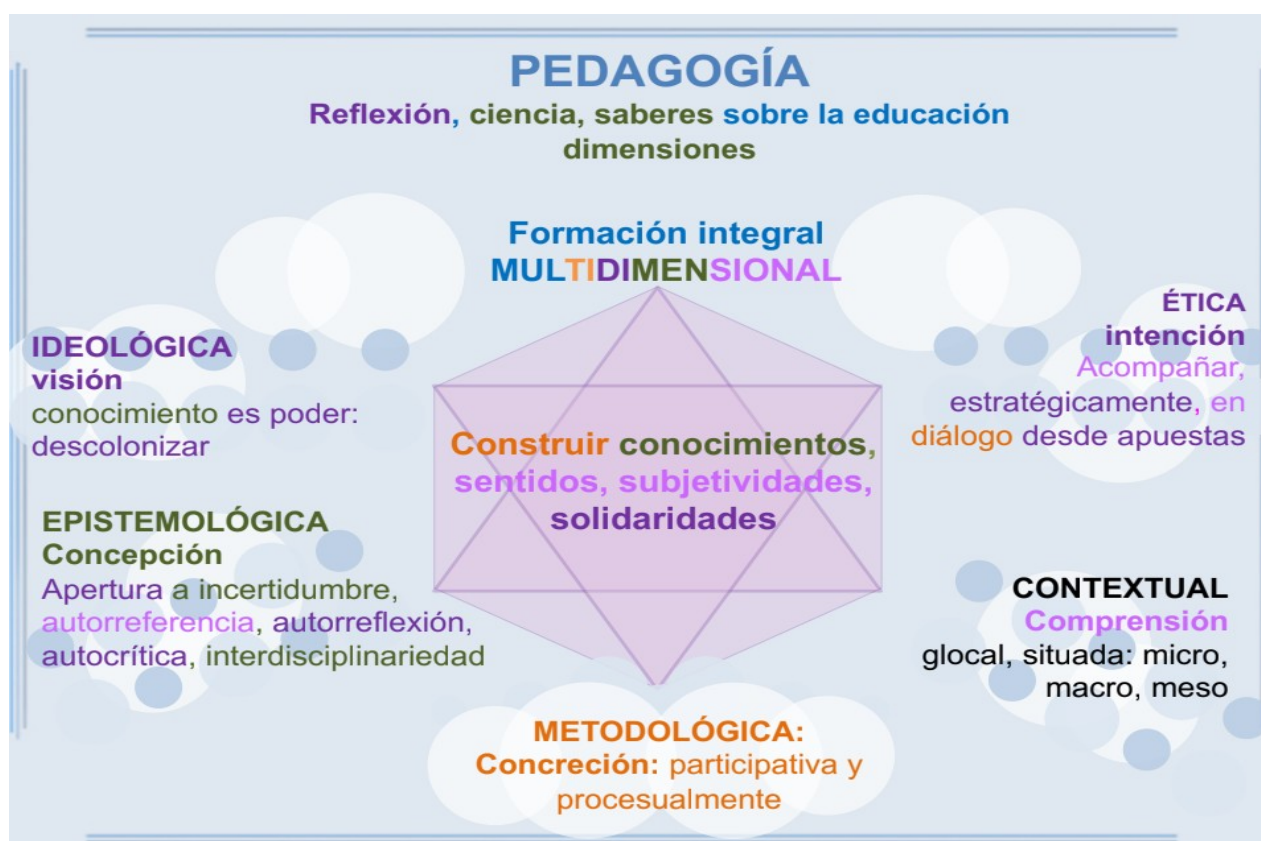 PEDAGOGÍA
Reflexión, ciencia, saberes sobre la educación
dimensiones
Formación integral
MULTIDIMENSIONAL
IDEOLÓGICA
visión
conocimiento es poder:
descolonizar
ÉTICA
intención
Acompañar,
estratégicamente, en
diálogo desde apuestas
Construir conocimientos,
sentidos, subjetividades,
solidaridades
EPISTEMOLÓGICA
Concepción
Apertura a incertidumbre,
autorreferencia, autorreflexión,
autocrítica, interdisciplinariedad
CONTEXTUAL
Comprensión
glocal, situada: micro,
macro, meso
METODOLÓGICA:
Concreción: participativa y
procesualmente